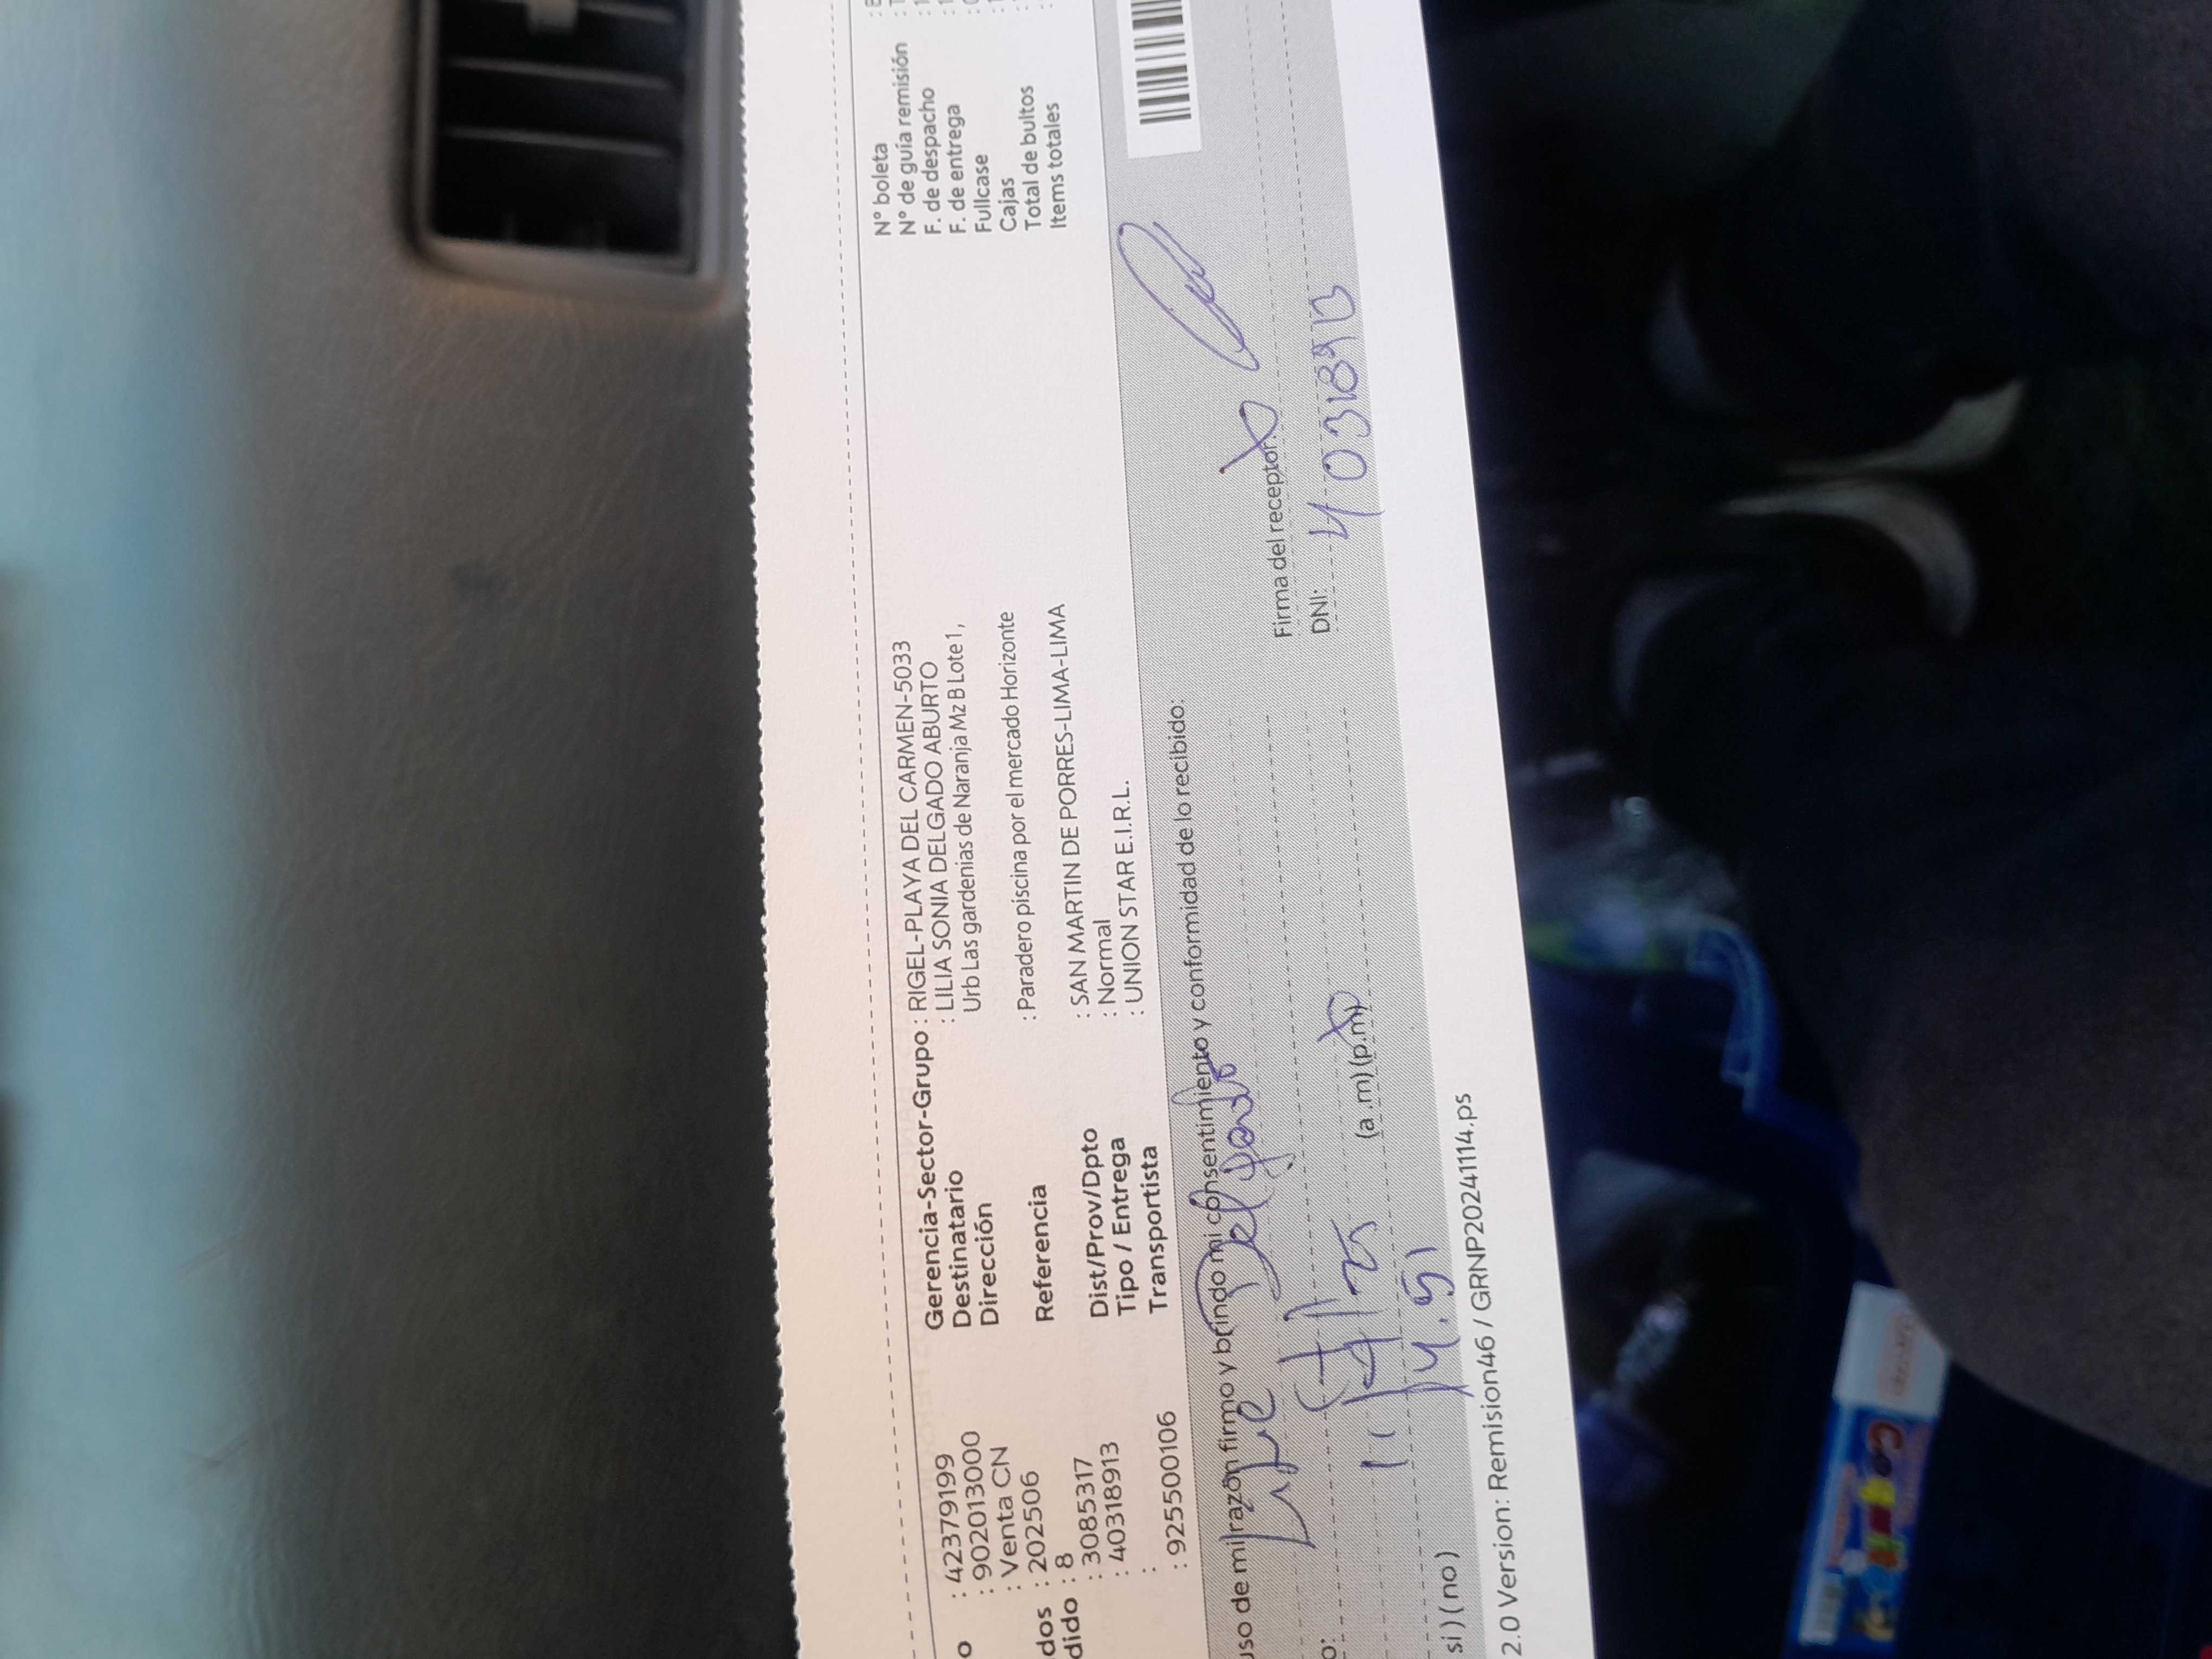 o : 42379199
: 902013000
: Venta CN
dos : 202506
dido : 8
: 3085317
: 40318913
:
: 925500106
Gerencia-Sector-Grupo : RIGEL-PLAYA DEL CARMEN-5033
Destinatario : LILIA SONIA DELGADO ABURTO
Dirección Urb Las gardenias de Naranja Mz B Lote 1,
Referencia : Paradero piscina por el mercado Horizonte
Dist/Prov/Dpto : SAN MARTIN DE PORRES-LIMA-LIMA
Tipo / Entrega : Normal
Transportista : UNION STAR E.I.R.L.
N° boleta
N° de guía remisión
F. de despacho
F. de entrega
Fullcase
Cajas
Total de bultos
Items totales
uso de mi razón firmo y brindo mi consentimiento y conformidad de lo recibido:
Delgado
o:
(a.m) (p.m)
14.51
si ) ( no )
Firma del receptor:
DNI: 40318913
2.0 Version: Remision46 / GRNP20241114.ps